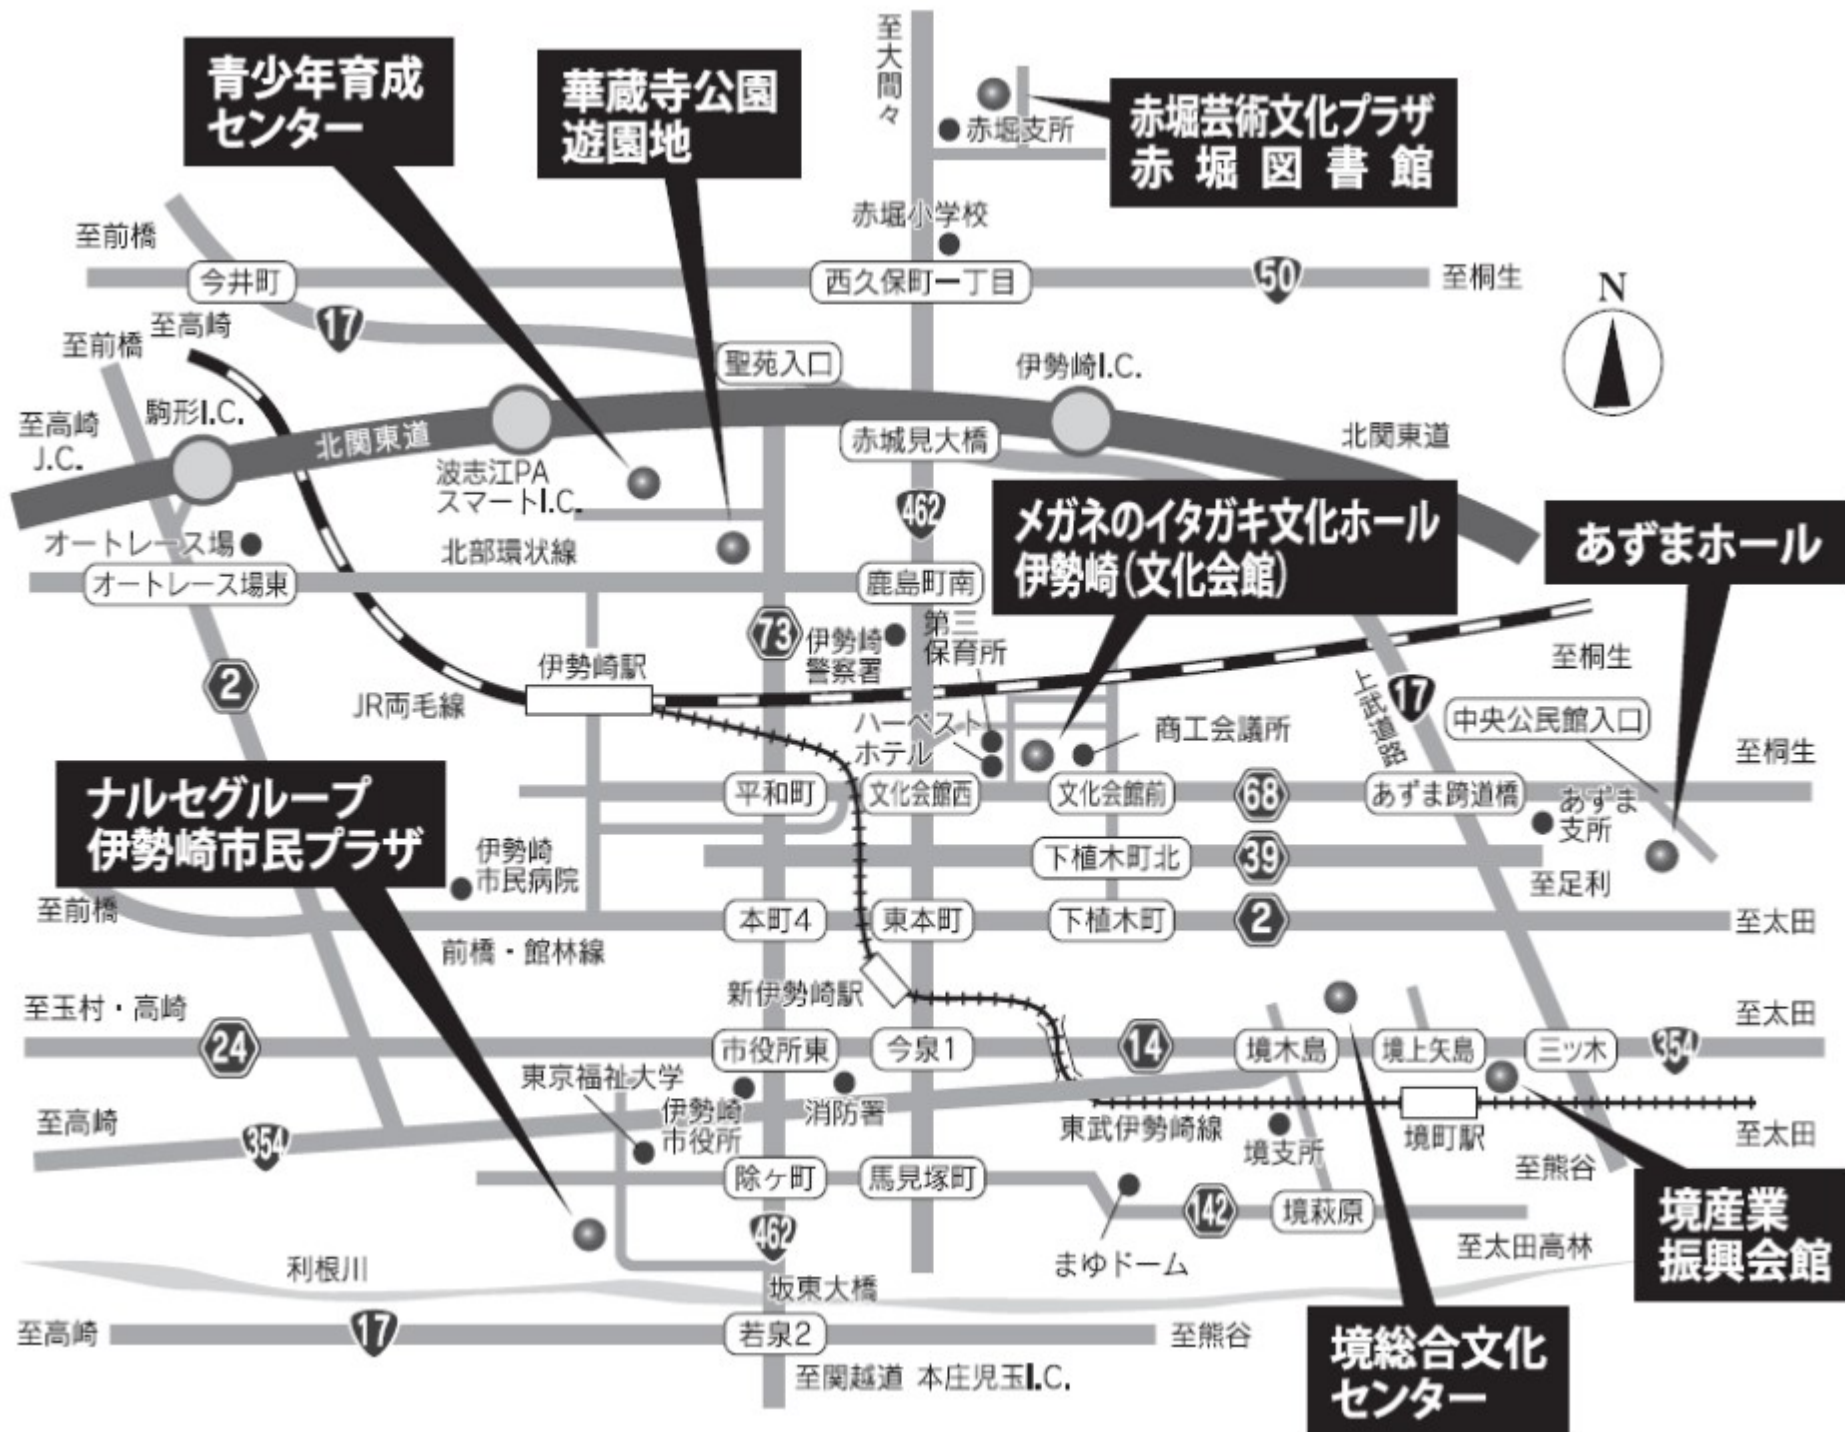 青少年育成
センター
華蔵寺公園
遊園地
至大間々
赤堀支所
赤堀芸術文化プラザ
赤堀図書館
赤堀小学校
至前橋
今井町
西久保町一丁目
50
至桐生
N
至高崎
17
至前橋
聖苑入口
伊勢崎I.C.
駒形I.C.
至高崎
J.C.
北関東道
赤城見大橋
北関東道
波志江PA
スマートI.C.
462
メガネのイタガキ文化ホール
伊勢崎(文化会館)
あずまホール
オートレース場
北部環状線
オートレース場東
鹿島町南
73
伊勢崎
警察署
第三
保育所
伊勢崎駅
至桐生
2
JR両毛線
上武道路
17
中央公民館入口
ハーベスト
ホテル
商工会議所
至桐生
ナルセグループ
伊勢崎市民プラザ
平和町
文化会館西
文化会館前
68
あずま跨道橋
あずま
支所
伊勢崎
市民病院
下植木町北
39
至足利
至前橋
本町4
東本町
下植木町
2
至太田
前橋・館林線
新伊勢崎駅
至玉村・高崎
至太田
24
市役所東
今泉1
14
境木島
境上矢島
三ツ木
354
東京福祉大学
伊勢崎
市役所
消防署
至高崎
354
東武伊勢崎線
境支所
境町駅
至太田
除ケ町
馬見塚町
至熊谷
142
境萩原
境産業
振興会館
462
まゆドーム
至太田高林
利根川
坂東大橋
至高崎
17
若泉2
至熊谷
境総合文化
センター
至関越道 本庄児玉I.C.